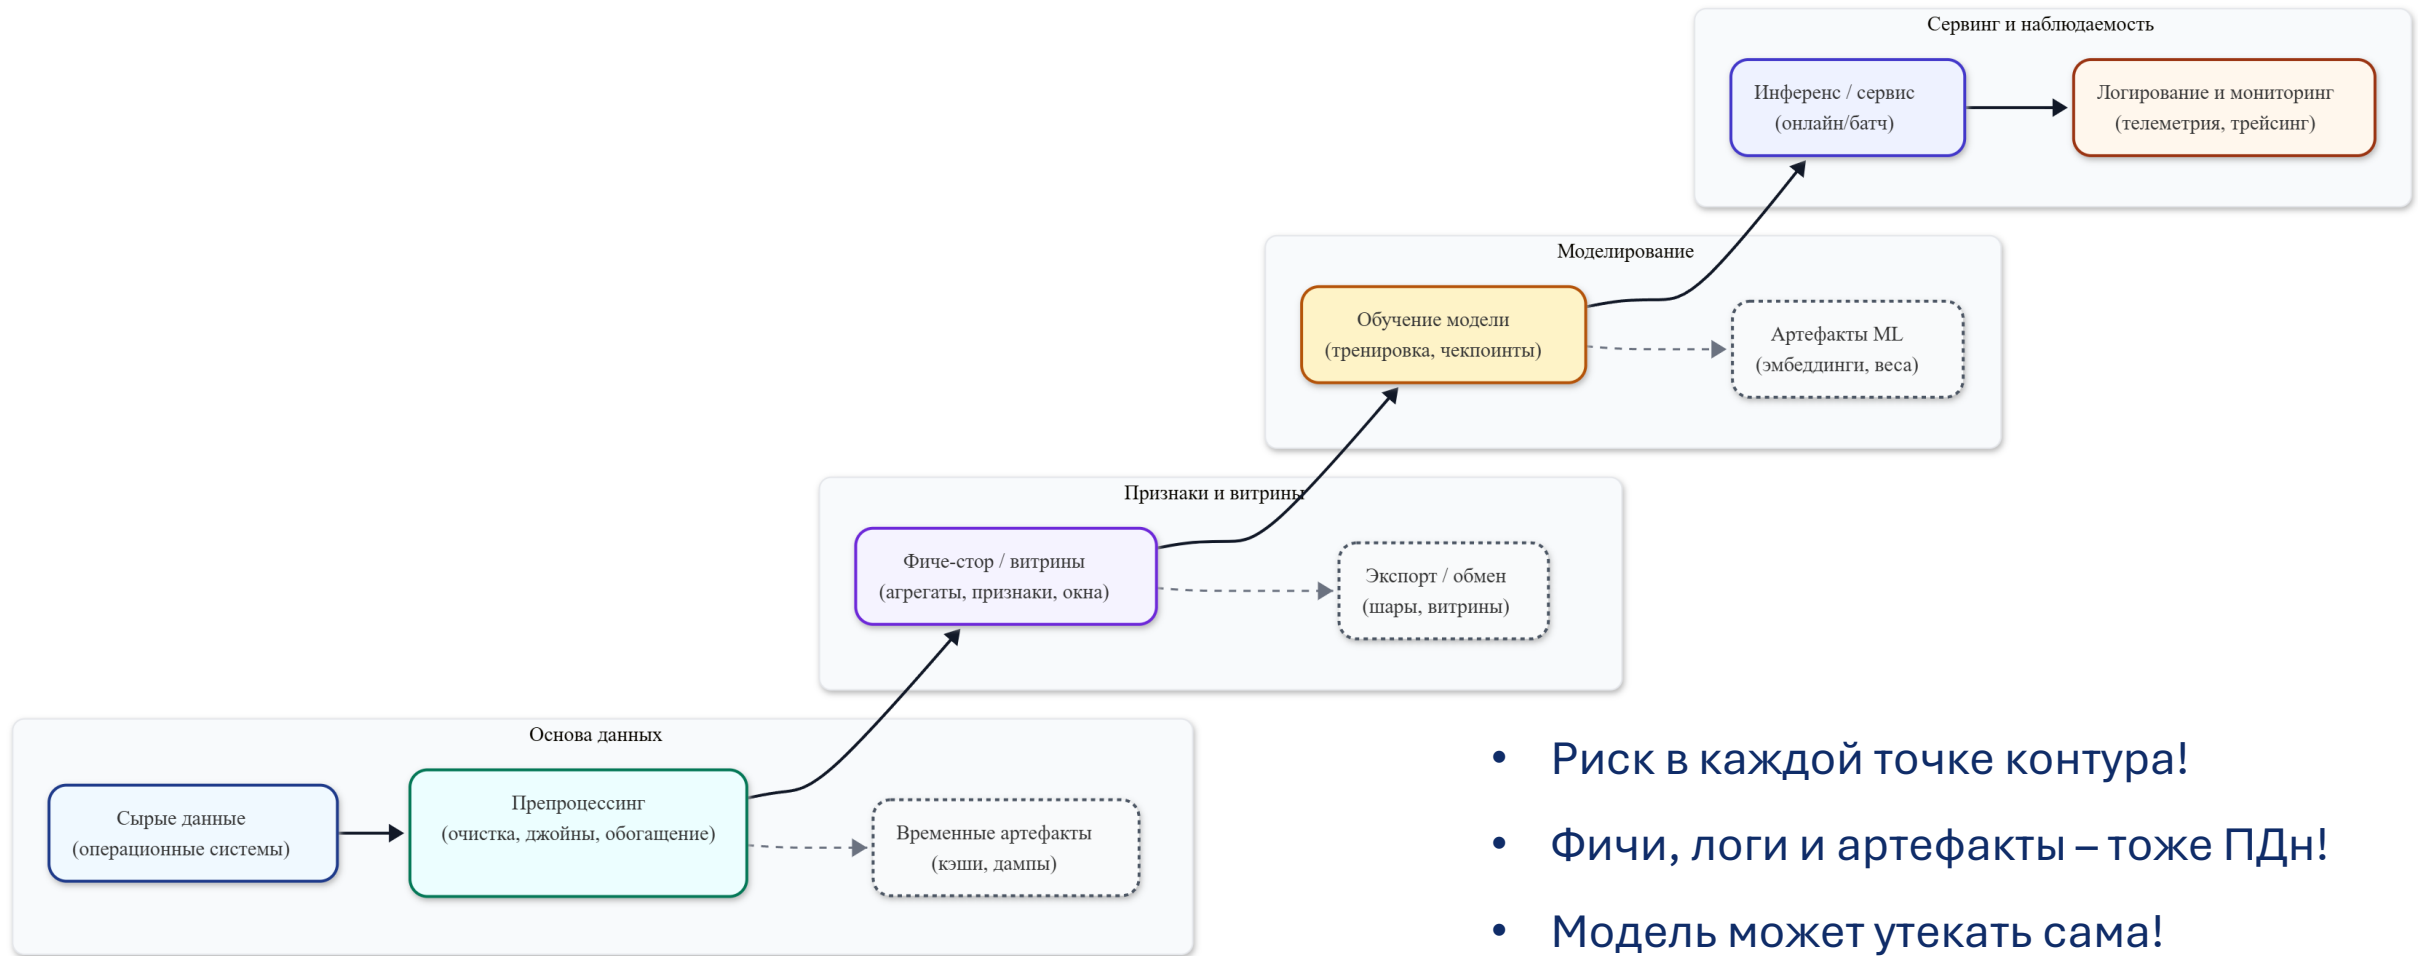 Сервинг и наблюдаемость
Инференс / сервис
(онлайн/батч)
Логирование и мониторинг
(телеметрия, трейсинг)
Моделирование
Обучение модели
(тренировка, чекпоинты)
Артефакты ML
(эмбеддинги, веса)
Признаки и витрины
Фиче-стор / витрины
(агрегаты, признаки, окна)
Экспорт / обмен
(шары, витрины)
Основа данных
Сырые данные
(операционные системы)
Препроцессинг
(очистка, джойны, обогащение)
Временные артефакты
(кэши, дампы)
• Риск в каждой точке контура!
• Фичи, логи и артефакты – тоже ПДн!
• Модель может утекать сама!